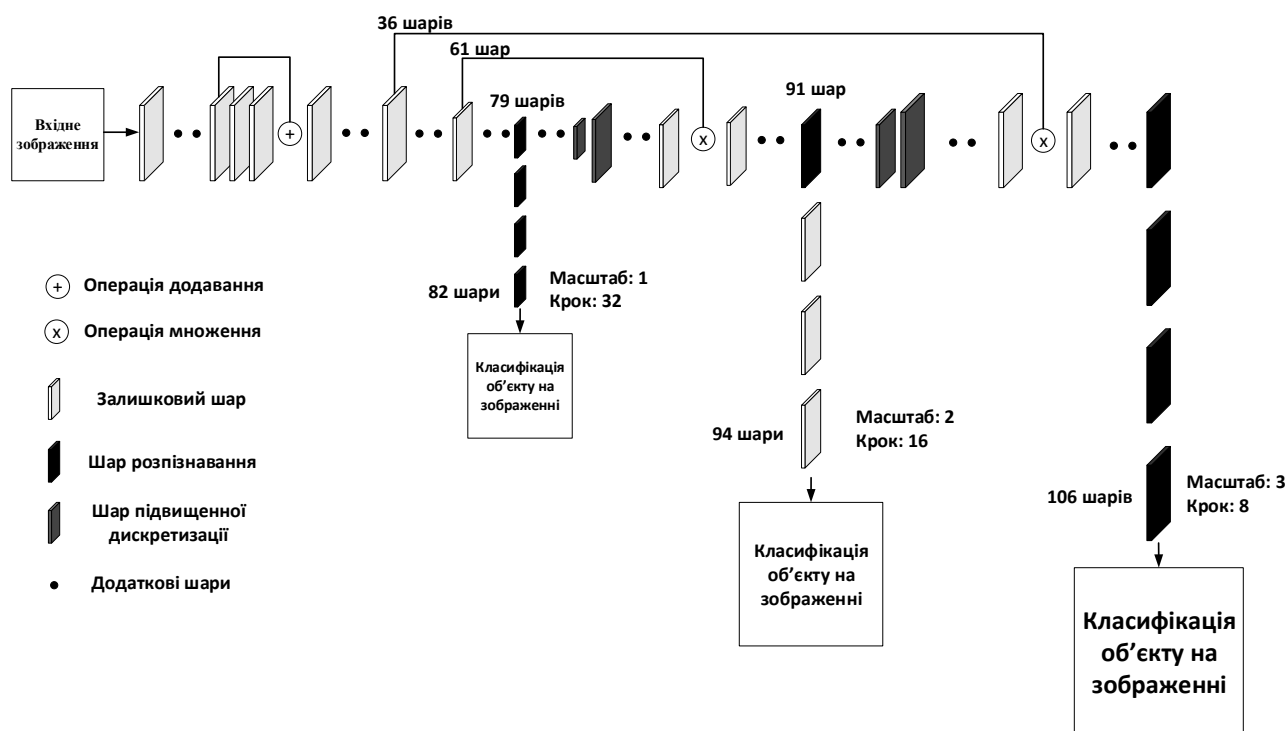 36 шарів
61 шар
79 шарів
91 шар
Вхідне
зображення
+
x
x
+
Операція додавання
x
Операція множення
Залишковий шар
Шар розпізнавання
Шар підвищенної
дискретизації
Додаткові шари
82 шари
Масштаб: 1
Крок: 32
Класифікація
об’єкту на
зображенні
94 шари
Масштаб: 2
Крок: 16
Класифікація
об’єкту на
зображенні
106 шарів
Масштаб: 3
Крок: 8
Класифікація
об’єкту на
зображенні